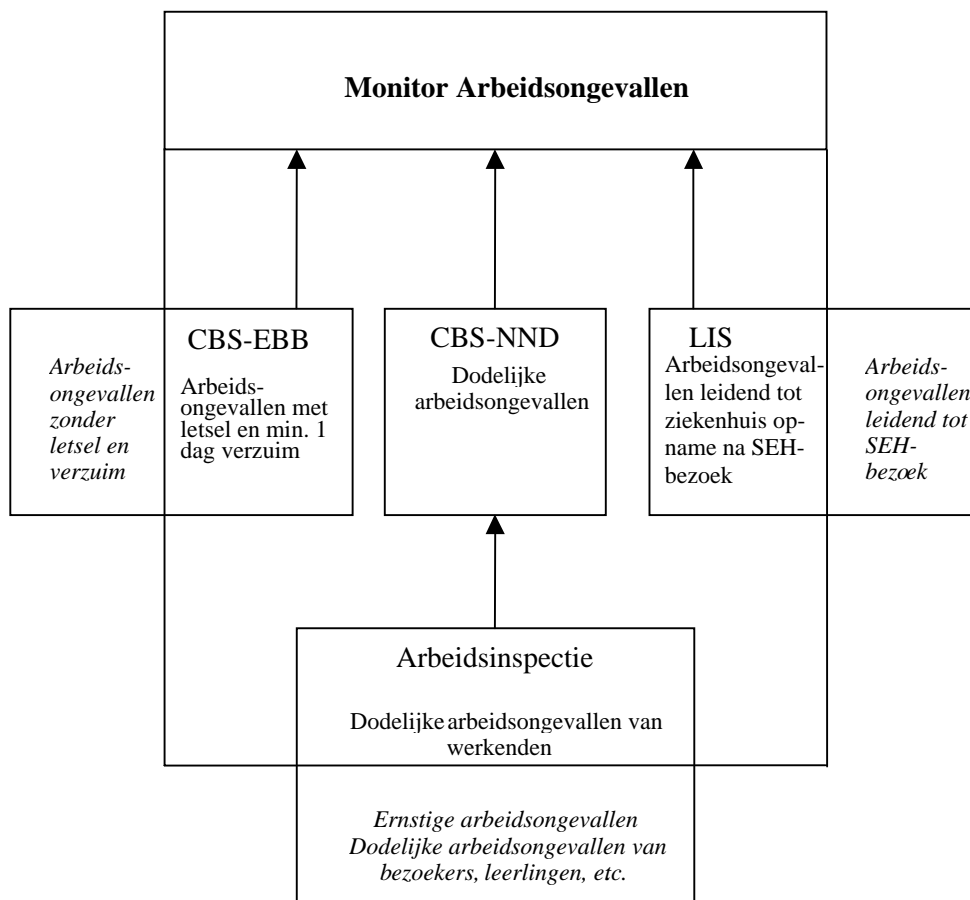 Monitor Arbeidsongevallen
Arbeids-
ongevallen
zonder
letsel en
verzuim
CBS-EBB
Arbeids-
ongevallen met
letsel en min. 1
dag verzuim
CBS-NND
Dodelijke
arbeidsongevallen
LIS
Arbeidsongeval-
len leidend tot
ziekenhuis op-
name na SEH-
bezoek
Arbeids-
ongevallen
leidend tot
SEH-
bezoek
Arbeidsinspectie
Dodelijke arbeidsongevallen van
werkenden
Ernstige arbeidsongevallen
Dodelijke arbeidsongevallen van
bezoekers, leerlingen, etc.